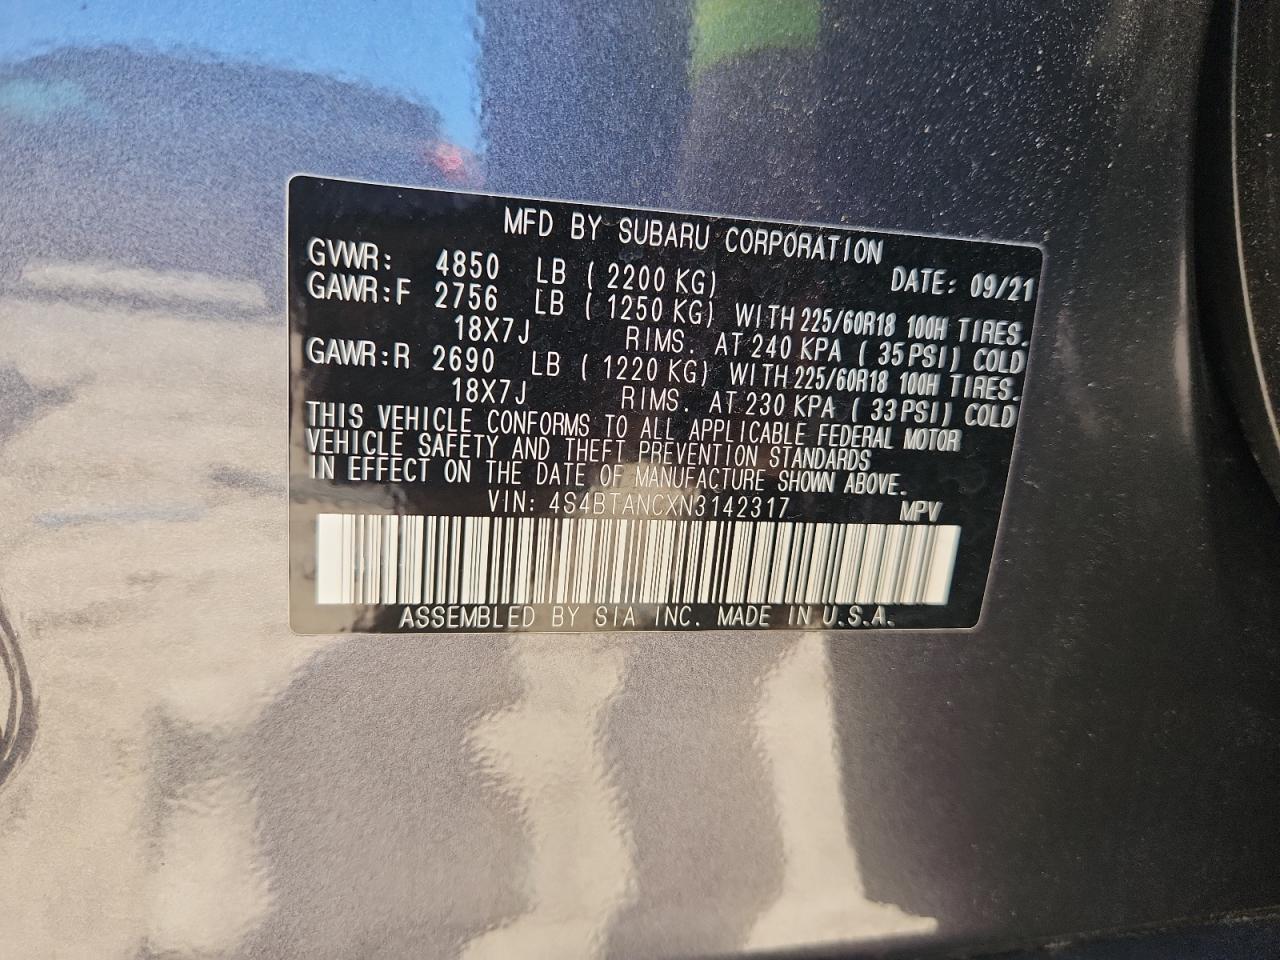 MFD BY SUBARU CORPORATION
GVWR: 4850 LB ( 2200 KG) DATE: 09/21
GAWR:F 2756 LB ( 1250 KG) WITH 225/60R18 100H TIRES.
18X7J RIMS. AT 240 KPA ( 35PSI) COLD
GAWR:R 2690 LB ( 1220 KG) WITH 225/60R18 100H TIRES.
18X7J RIMS. AT 230 KPA ( 33PSI) COLD
THIS VEHICLE CONFORMS TO ALL APPLICABLE FEDERAL MOTOR
VEHICLE SAFETY AND THEFT PREVENTION STANDARDS
IN EFFECT ON THE DATE OF MANUFACTURE SHOWN ABOVE.
VIN: 4S4BTANCXN3142317 MPV
ASSEMBLED BY SIA INC. MADE IN U.S.A.